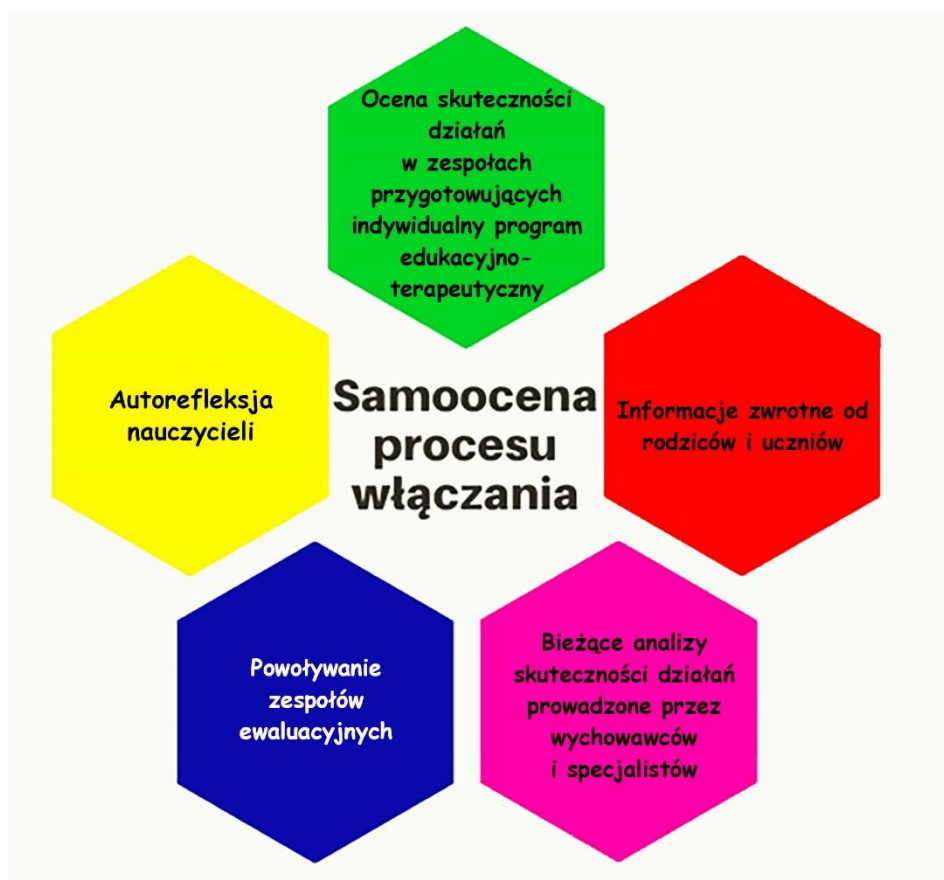 Ocena skuteczności
działań
w zespołach
przygotowujących
indywidualny program
edukacyjno-
terapeutyczny
Autorefleksja
nauczycieli
Samoocena
procesu
włączania
Informacje zwrotne od
rodziców i uczniów
Powoływanie
zespołów
ewaluacyjnych
Bieżące analizy
skuteczności działań
prowadzone przez
wychowawców
i specjalistów